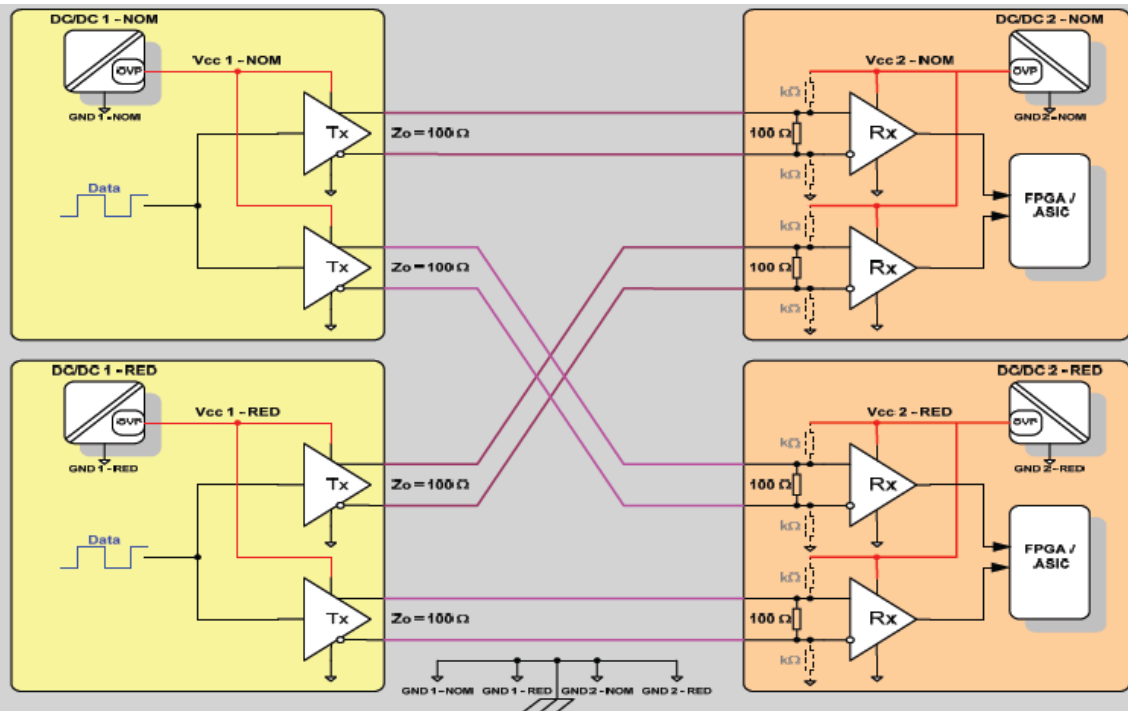 DC/DC 1 - NOM
OVP
Vcc 1 - NOM
GND 1 - NOM
Tx
Zo = 100 Ω
Data
Tx
Zo = 100 Ω
DC/DC 2 - NOM
OVP
Vcc 2 - NOM
GND 2 - NOM
kΩ
100 Ω
Rx
kΩ
FPGA /
ASIC
kΩ
100 Ω
Rx
kΩ
DC/DC 1 - RED
OVP
Vcc 1 - RED
GND 1 - RED
Tx
Zo = 100 Ω
Data
Tx
Zo = 100 Ω
DC/DC 2 - RED
OVP
Vcc 2 - RED
GND 2 - RED
kΩ
100 Ω
Rx
kΩ
FPGA /
ASIC
kΩ
100 Ω
Rx
kΩ
GND 1 - NOM GND 1 - RED GND 2 - NOM GND 2 - RED